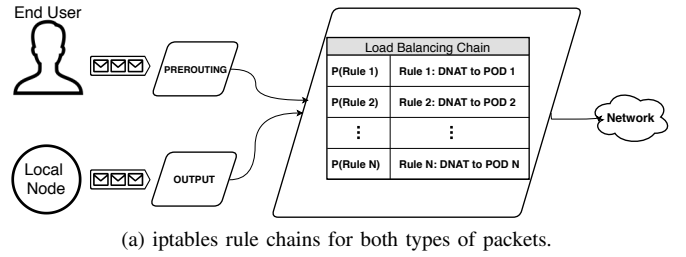 End User
PREROUTING
Local
Node
OUTPUT
Load Balancing Chain
P(Rule 1) Rule 1: DNAT to POD 1
P(Rule 2) Rule 2: DNAT to POD 2
⋮ ⋮
P(Rule N) Rule N: DNAT to POD N
Network
(a) iptables rule chains for both types of packets.